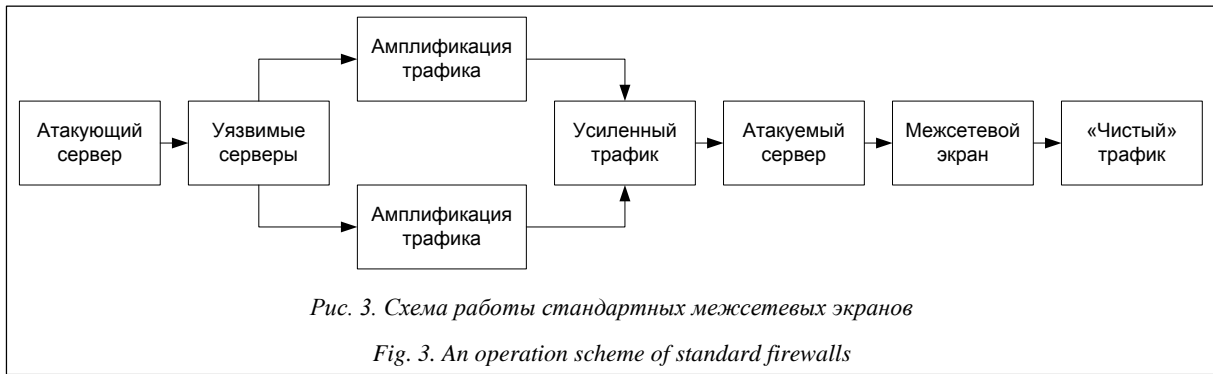 Амплификация
трафика
Атакующий
сервер
Уязвимые
серверы
Усиленный
трафик
Атакуемый
сервер
Межсетевой
экран
«Чистый»
трафик
Амплификация
трафика
Рис. 3. Схема работы стандартных межсетевых экранов
Fig. 3. An operation scheme of standard firewalls